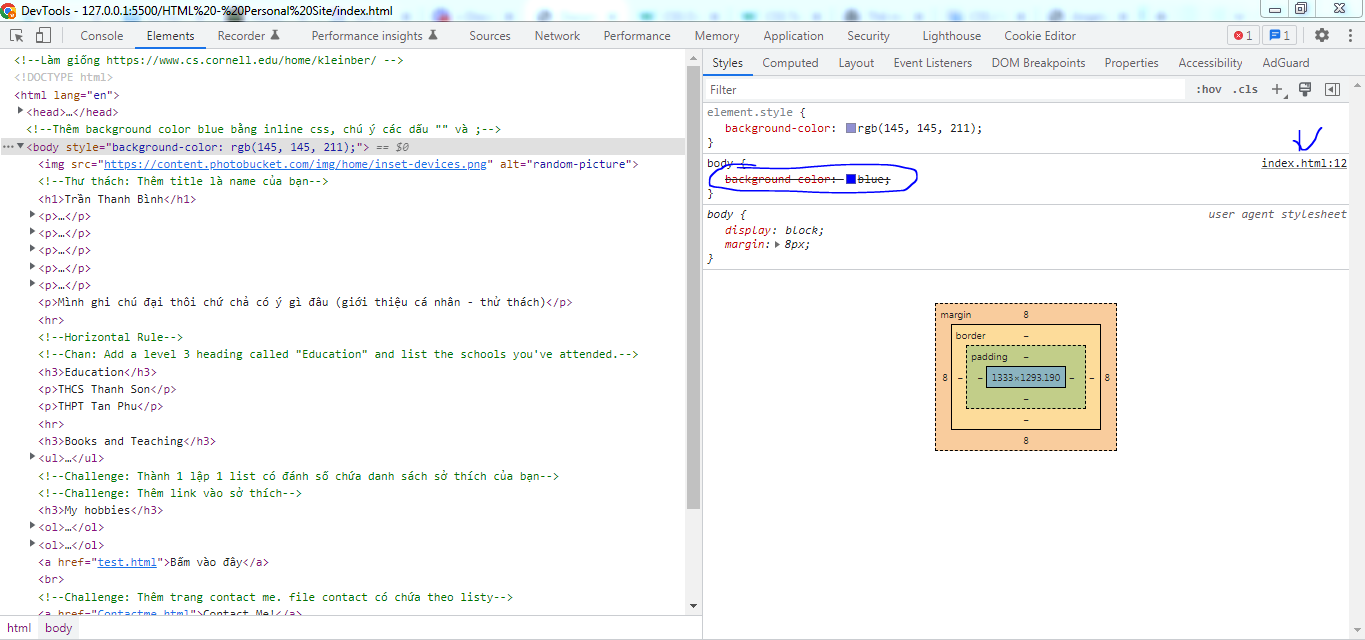 DevTools - 127.0.0.1:5500/HTML%20-%20Personal%20Site/index.html
Console Elements Recorder Performance insights Sources Network Performance Memory Application Security Lighthouse Cookie Editor 1 1
<!--Làm giống https://www.cs.cornell.edu/home/kleinber/ -->
<!DOCTYPE html>
<html lang="en">
<head>…</head>
<!--Thêm background color blue bằng inline css, chú ý các dấu "" và ;-->
<body style="background-color: rgb(145, 145, 211);"> == $0
<img src="https://content.photobucket.com/img/home/inset-devices.png" alt="random-picture">
<!--Thư thách: Thêm title là name của bạn-->
<h1>Trần Thanh Bình</h1>
<p>…</p>
<p>…</p>
<p>…</p>
<p>…</p>
<p>…</p>
<p>Mình ghi chú đại thôi chứ chả có ý gì đâu (giới thiệu cá nhân - thử thách)</p>
<hr>
<!--Horizontal Rule-->
<!--Chan: Add a level 3 heading called "Education" and list the schools you've attended.-->
<h3>Education</h3>
<p>THCS Thanh Son</p>
<p>THPT Tan Phu</p>
<hr>
<h3>Books and Teaching</h3>
<ul>…</ul>
<!--Challenge: Thành 1 lập 1 list có đánh số chứa danh sách sở thích của bạn-->
<!--Challenge: Thêm link vào sở thích-->
<h3>My hobbies</h3>
<ol>…</ol>
<ol>…</ol>
<a href="test.html">Bấm vào đây</a>
<br>
<!--Challenge: Thêm trang contact me. file contact có chứa theo listy-->
<a href="Contactme.html">Contact Me!</a>
html body
Styles Computed Layout Event Listeners DOM Breakpoints Properties Accessibility AdGuard
Filter :hov .cls +
element.style {
background-color: rgb(145, 145, 211);
}
body { index.html:12
background-color: blue;
}
body { user agent stylesheet
display: block;
margin: 8px;
}
margin 8
border –
padding –
8 – – 1333×1293.190 – – 8
–
–
8